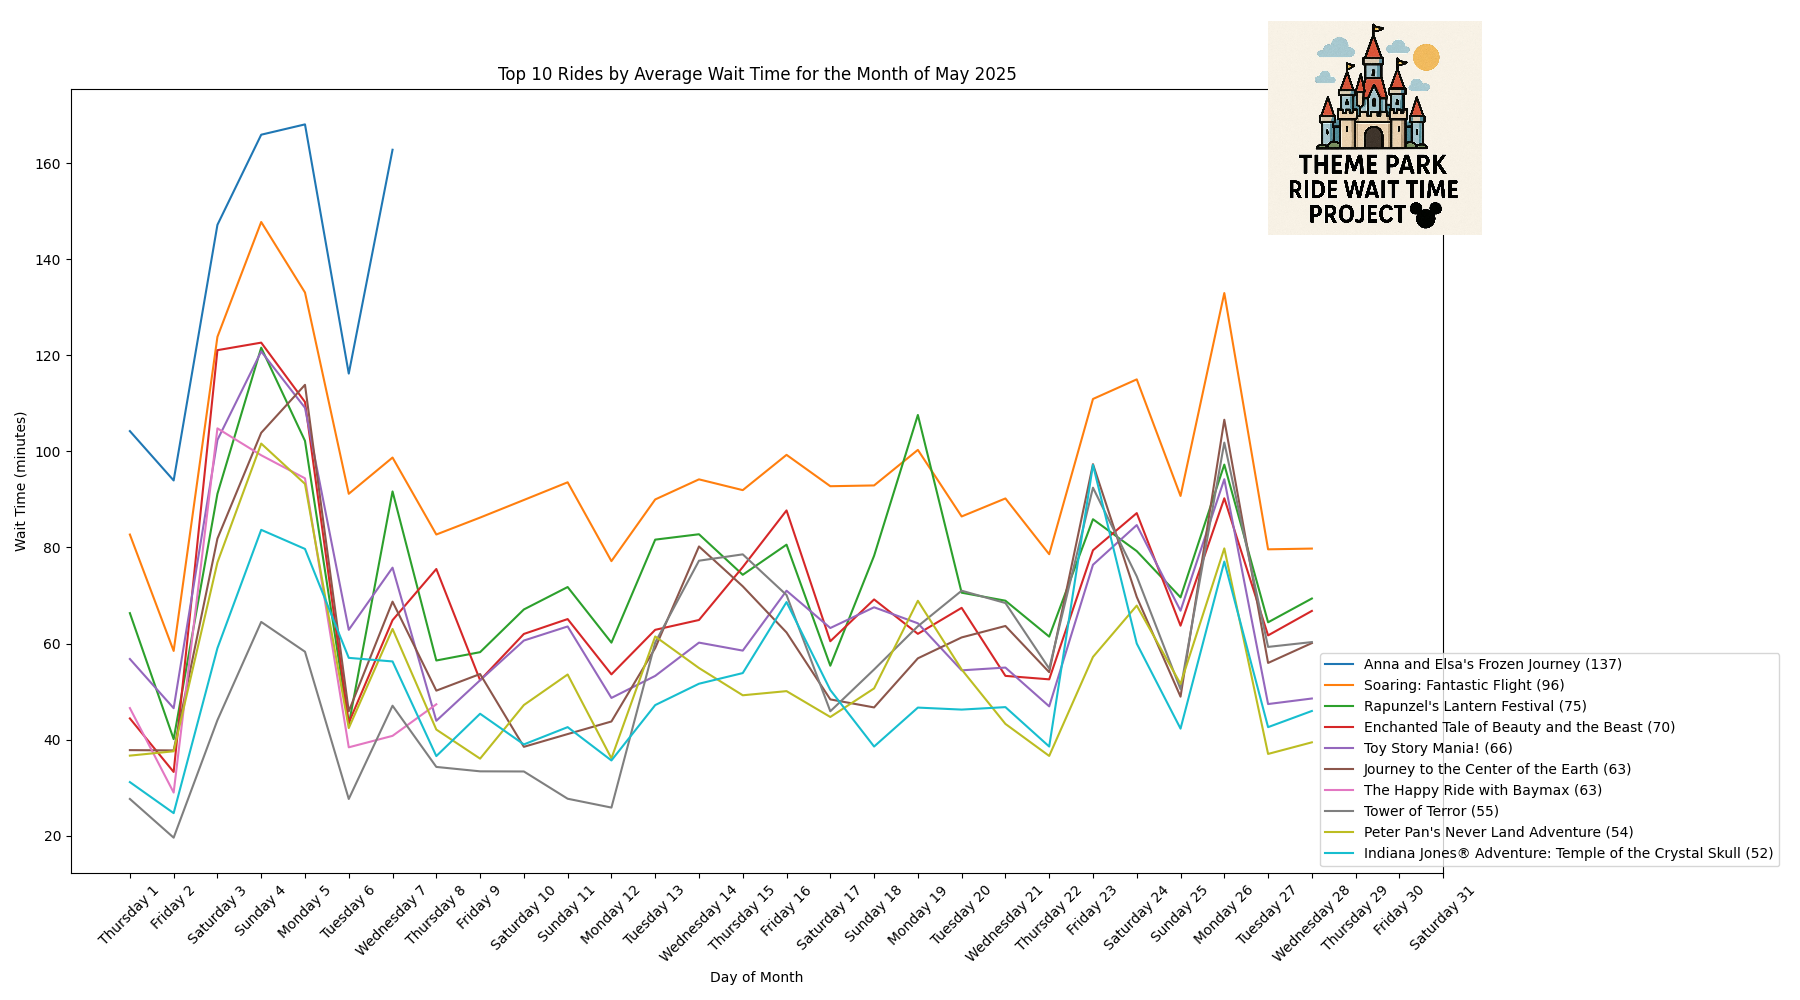 THEME PARK
RIDE WAIT TIME
PROJECT
Top 10 Rides by Average Wait Time for the Month of May 2025
Wait Time (minutes)
160
140
120
100
80
60
40
20
Anna and Elsa's Frozen Journey (137)
Soaring: Fantastic Flight (96)
Rapunzel's Lantern Festival (75)
Enchanted Tale of Beauty and the Beast (70)
Toy Story Mania! (66)
Journey to the Center of the Earth (63)
The Happy Ride with Baymax (63)
Tower of Terror (55)
Peter Pan's Never Land Adventure (54)
Indiana Jones® Adventure: Temple of the Crystal Skull (52)
Thursday 1
Friday 2
Saturday 3
Sunday 4
Monday 5
Tuesday 6
Wednesday 7
Thursday 8
Friday 9
Saturday 10
Sunday 11
Monday 12
Tuesday 13
Wednesday 14
Thursday 15
Friday 16
Saturday 17
Sunday 18
Monday 19
Tuesday 20
Wednesday 21
Thursday 22
Friday 23
Saturday 24
Sunday 25
Monday 26
Tuesday 27
Wednesday 28
Thursday 29
Friday 30
Saturday 31
Day of Month